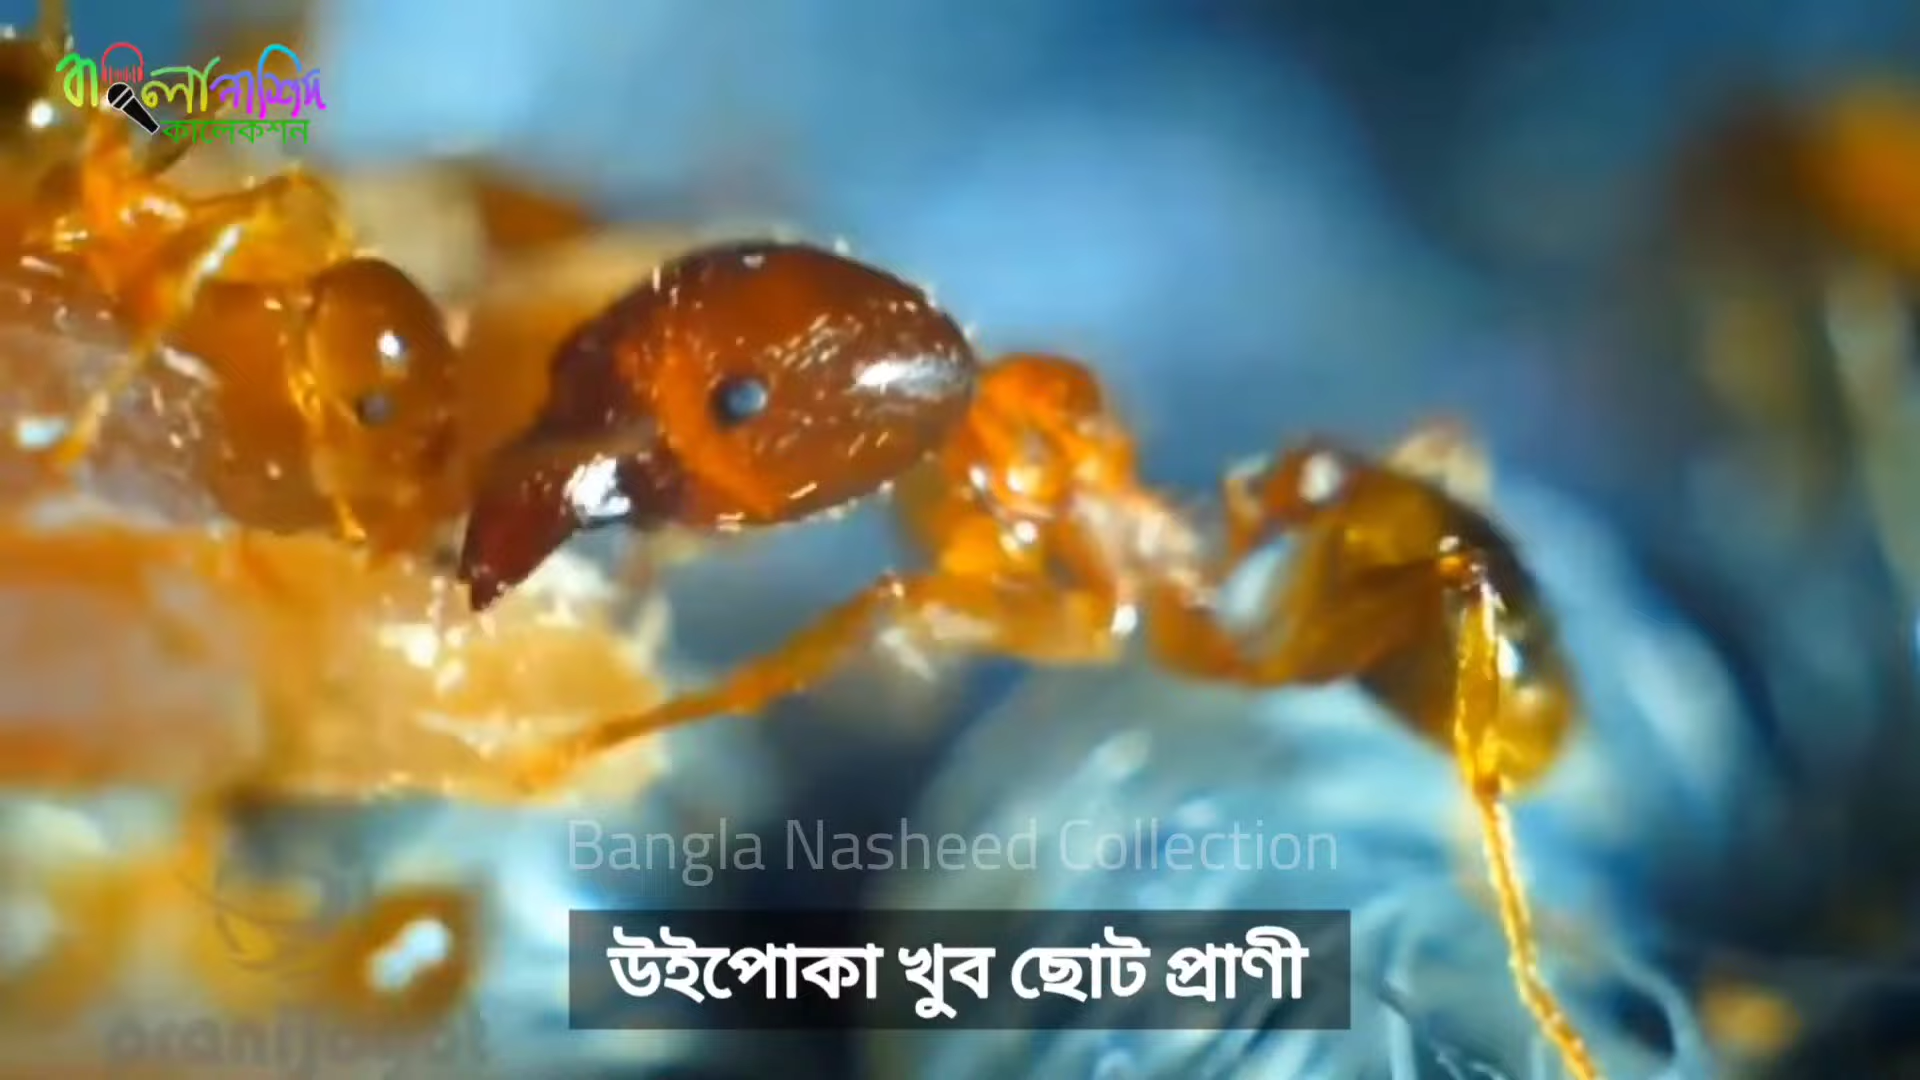 বাংলা নাশিদ
কালেকশন
Bangla Nasheed Collection
উইপোকা খুব ছোট প্রাণী